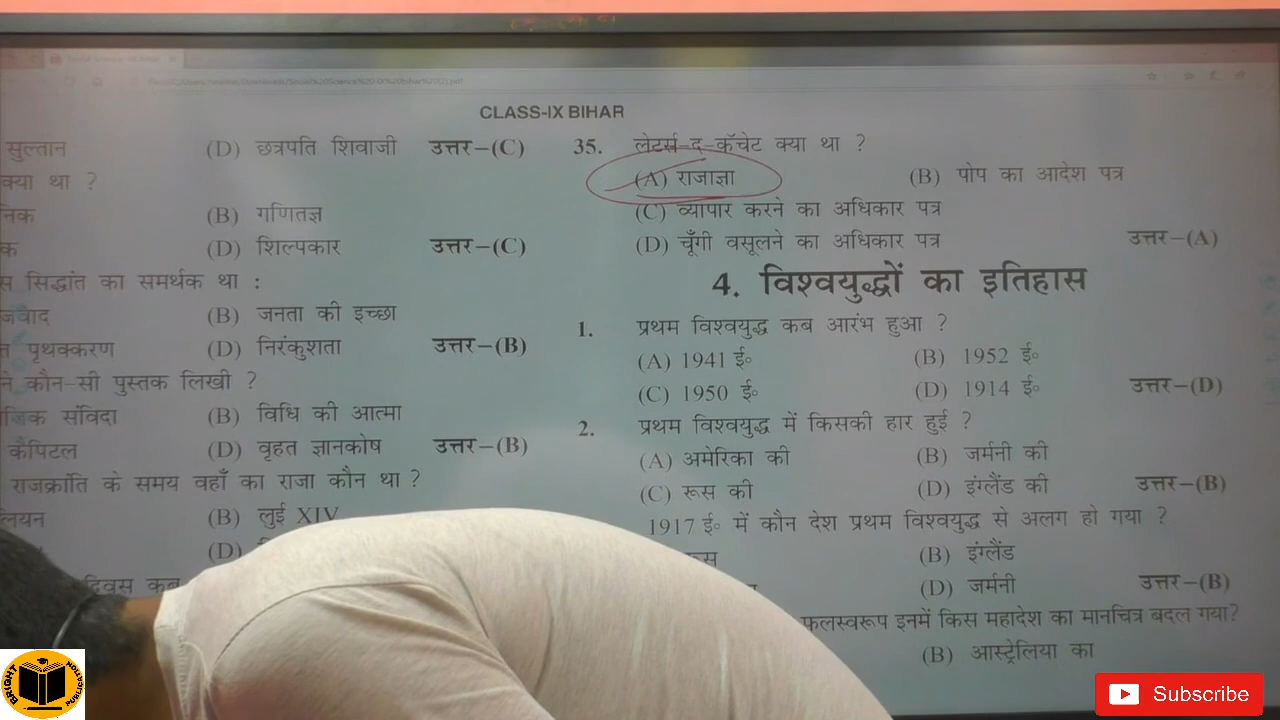 CLASS-IX BIHAR
सुल्तान (D) छत्रपति शिवाजी उत्तर–(C)
क्या था ?
निक (B) गणितज्ञ
क (D) शिल्पकार उत्तर–(C)
स सिद्धांत का समर्थक था :
जवाद (B) जनता की इच्छा
त पृथक्करण (D) निरंकुशता उत्तर–(B)
ने कौन-सी पुस्तक लिखी ?
जिक संविदा (B) विधि की आत्मा
कैपिटल (D) वृहत ज्ञानकोष उत्तर–(B)
राजक्रांति के समय वहाँ का राजा कौन था ?
लियन (B) लुई XIV
(D)
दिवस कब
35. लेटर्स-द-कॅचेट क्या था ?
(A) राजाज्ञा (B) पोप का आदेश पत्र
(C) व्यापार करने का अधिकार पत्र
(D) चूँगी वसूलने का अधिकार पत्र उत्तर–(A)
4. विश्वयुद्धों का इतिहास
1. प्रथम विश्वयुद्ध कब आरंभ हुआ ?
(A) 1941 ई० (B) 1952 ई०
(C) 1950 ई० (D) 1914 ई० उत्तर–(D)
2. प्रथम विश्वयुद्ध में किसकी हार हुई ?
(A) अमेरिका की (B) जर्मनी की
(C) रूस की (D) इंग्लैंड की उत्तर–(B)
1917 ई० में कौन देश प्रथम विश्वयुद्ध से अलग हो गया ?
रूस (B) इंग्लैंड
(D) जर्मनी उत्तर–(B)
फलस्वरूप इनमें किस महादेश का मानचित्र बदल गया?
(B) आस्ट्रेलिया का
BRIGHT PUBLICATION
Subscribe